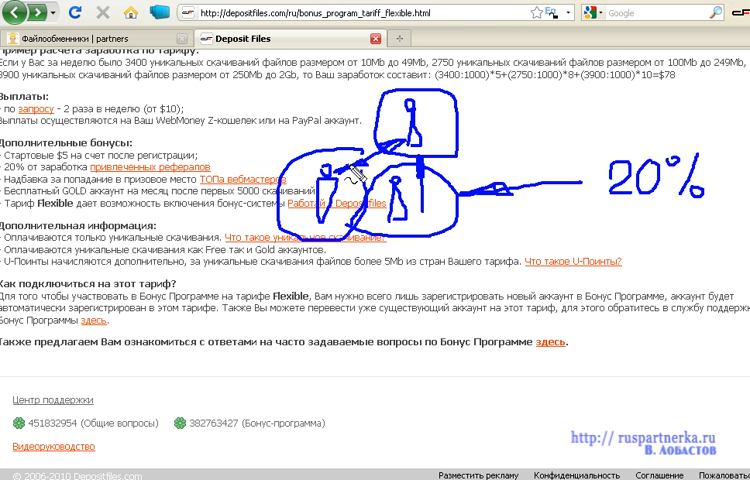 http://depositfiles.com/ru/bonus_program_tariff_flexible.html
Google
Файлообменники | partners
Deposit Files
Пример расчета заработка по тарифу:
Если у Вас за неделю было 3400 уникальных скачиваний файлов размером от 10Mb до 49Mb, 2750 уникальных скачиваний файлов размером от 100Mb до 249Mb,
3900 уникальных скачиваний файлов размером от 250Mb до 2Gb, то Ваш заработок составит: (3400:1000)*5+(2750:1000)*8+(3900:1000)*10=$78
Выплаты:
- по запросу - 2 раза в неделю (от $10);
Выплаты осуществляются на Ваш WebMoney Z-кошелек или на PayPal аккаунт.
Дополнительные бонусы:
- Стартовые $5 на счет после регистрации;
- 20% от заработка привлеченных рефералов
- Надбавка за попадание в призовое место ТОПа вебмастеров
- Бесплатный GOLD аккаунт на месяц после первых 5000 скачиваний
- Тариф Flexible дает возможность включения бонус-системы Работай с Depositfiles
20%
Дополнительная информация:
- Оплачиваются только уникальные скачивания. Что такое уникальное скачивание?
- Оплачиваются уникальные скачивания как Free так и Gold аккаунтов.
- U-Поинты начисляются дополнительно, за уникальные скачивания файлов более 5Mb из стран Вашего тарифа. Что такое U-Поинты?
Как подключиться на этот тариф?
Для того чтобы участвовать в Бонус Программе на тарифе Flexible, Вам нужно всего лишь зарегистрировать новый аккаунт в Бонус Программе, аккаунт будет
автоматически зарегистрирован в этом тарифе. Также Вы можете перевести уже существующий аккаунт на этот тариф, для этого обратитесь в службу поддерж
Бонус Программы здесь.
Также предлагаем Вам ознакомиться с ответами на часто задаваемые вопросы по Бонус Программе здесь.
Центр поддержки
451832954 (Общие вопросы) 382763427 (Бонус-программа)
Видеоруководство
http://ruspartnerka.ru
В. Лобастов
© 2006-2010 Depositfiles.com
Разместить рекламу Конфиденциальность Соглашение Пожаловать